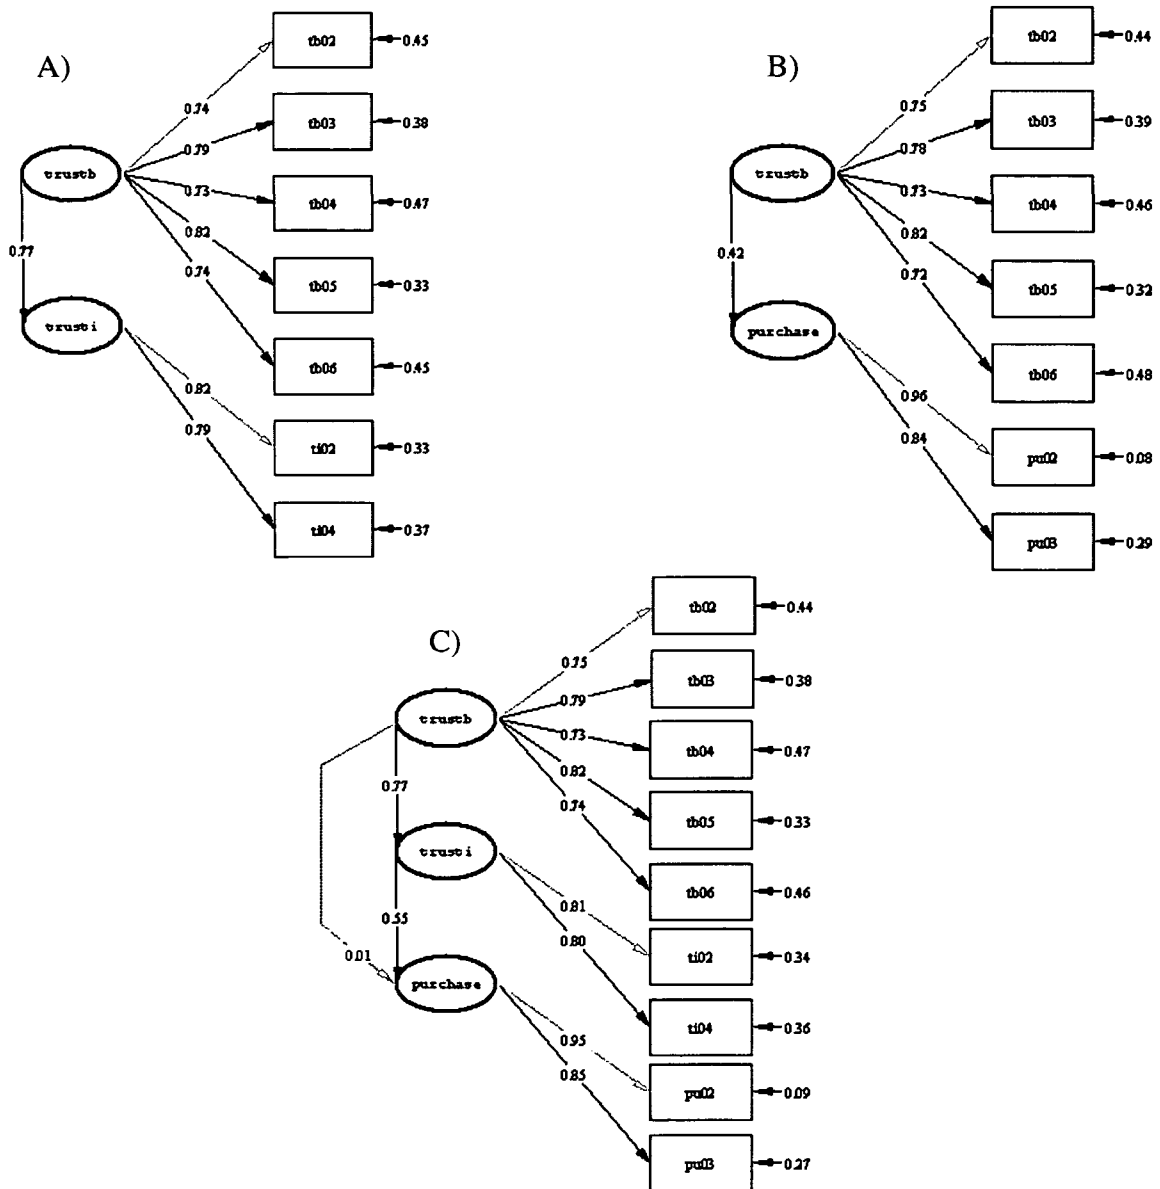 A)
tb02
0.45
0.74
tb03
0.38
0.79
trustb
tb04
0.47
0.73
0.82
0.77
0.74
tb05
0.33
trusti
tb06
0.45
0.82
0.79
ti02
0.33
ti04
0.37
B)
tb02
0.44
0.75
tb03
0.39
0.78
trustb
tb04
0.46
0.73
0.82
0.42
0.72
tb05
0.32
purchase
tb06
0.48
0.96
0.84
pu02
0.08
pu03
0.29
C)
tb02
0.44
0.75
tb03
0.38
0.79
trustb
0.73
tb04
0.47
0.82
0.77
0.74
tb05
0.33
trusti
tb06
0.46
0.81
0.55
0.80
ti02
0.34
0.01
purchase
ti04
0.36
0.95
0.85
pu02
0.09
pu03
0.27